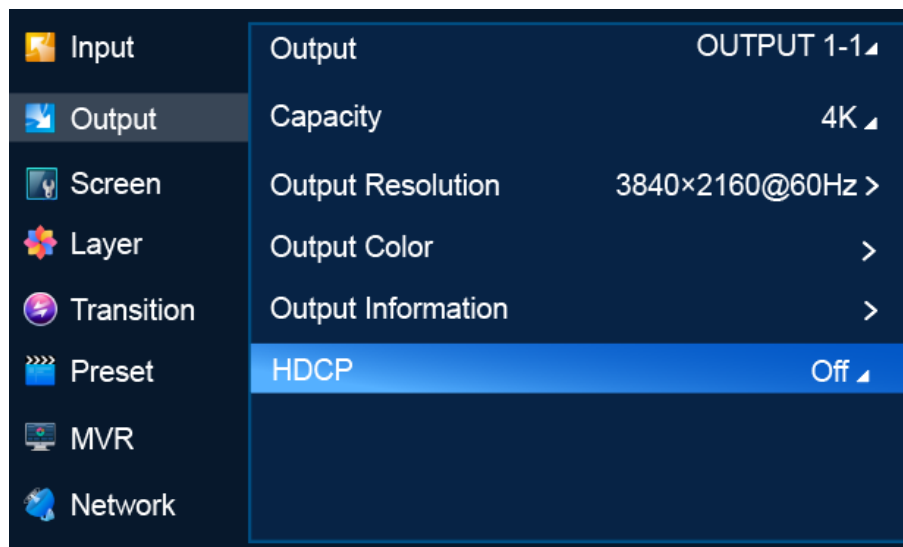 Input
Output
Screen
Layer
Transition
Preset
MVR
Network
Output OUTPUT 1-1
Capacity 4K
Output Resolution 3840×2160@60Hz >
Output Color >
Output Information >
HDCP Off